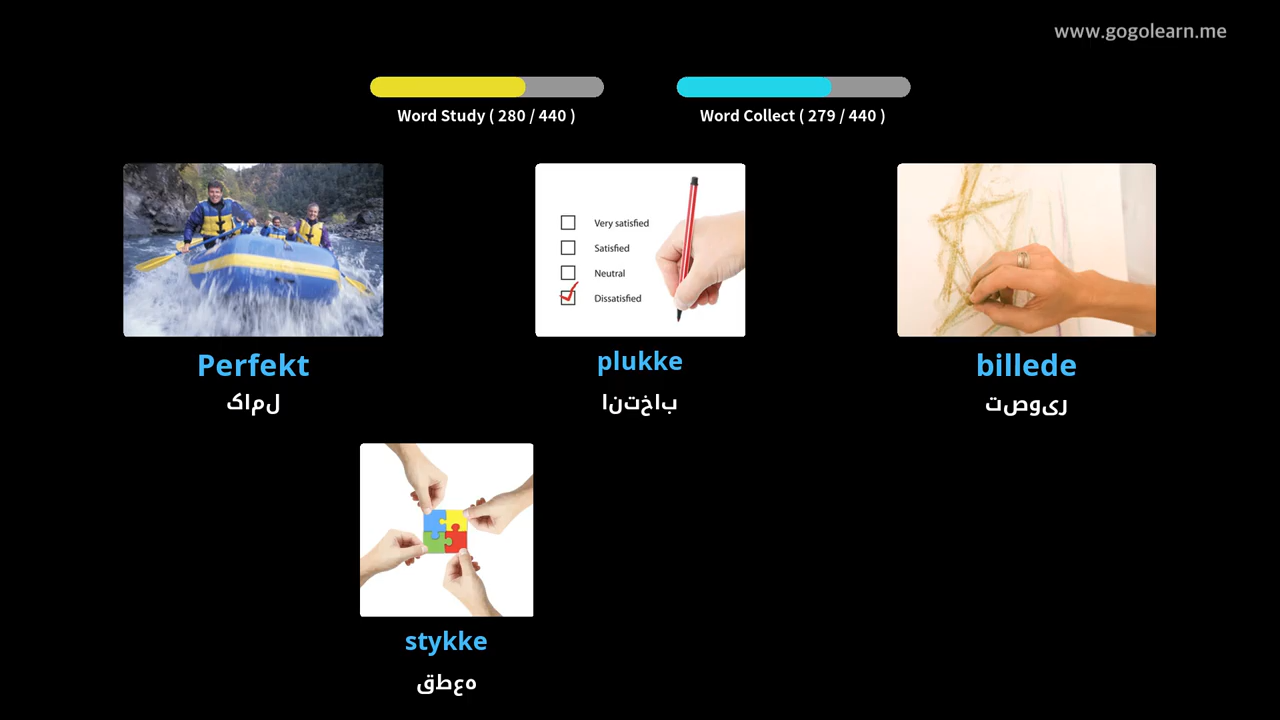 www.gogolearn.me
Word Study ( 280 / 440 )
Word Collect ( 279 / 440 )
Very satisfied
Satisfied
Neutral
Dissatisfied
Perfekt
لماک
plukke
باختنا
billede
ریوصت
stykke
هعطق